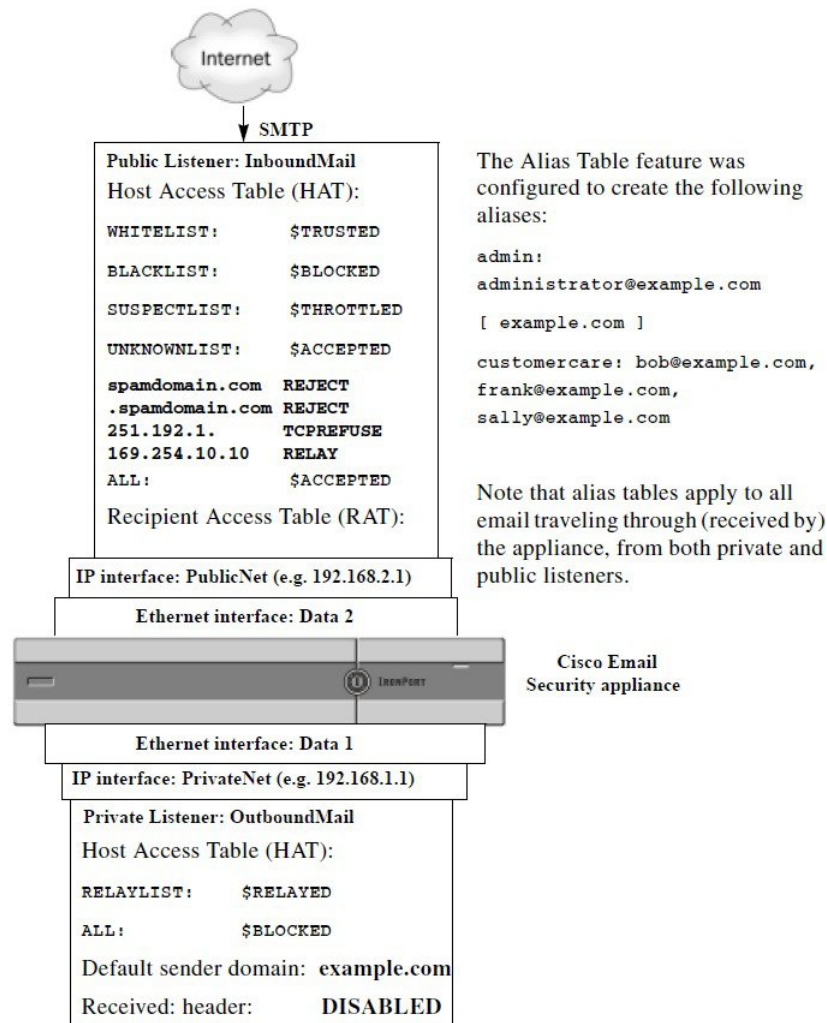 Internet
SMTP
Public Listener: InboundMail
Host Access Table (HAT):
WHITELIST: $TRUSTED
BLACKLIST: $BLOCKED
SUSPECTLIST: $THROTTLED
UNKNOWNLIST: $ACCEPTED
spamdomain.com REJECT
.spamdomain.com REJECT
251.192.1. TCPREFUSE
169.254.10.10 RELAY
ALL: $ACCEPTED
Recipient Access Table (RAT):
The Alias Table feature was
configured to create the following
aliases:
admin:
administrator@example.com
[ example.com ]
customercare: bob@example.com,
frank@example.com,
sally@example.com
Note that alias tables apply to all
email traveling through (received by)
the appliance, from both private and
public listeners.
IP interface: PublicNet (e.g. 192.168.2.1)
Ethernet interface: Data 2
IRONPORT
Cisco Email
Security appliance
Ethernet interface: Data 1
IP interface: PrivateNet (e.g. 192.168.1.1)
Private Listener: OutboundMail
Host Access Table (HAT):
RELAYLIST: $RELAYED
ALL: $BLOCKED
Default sender domain: example.com
Received: header: DISABLED